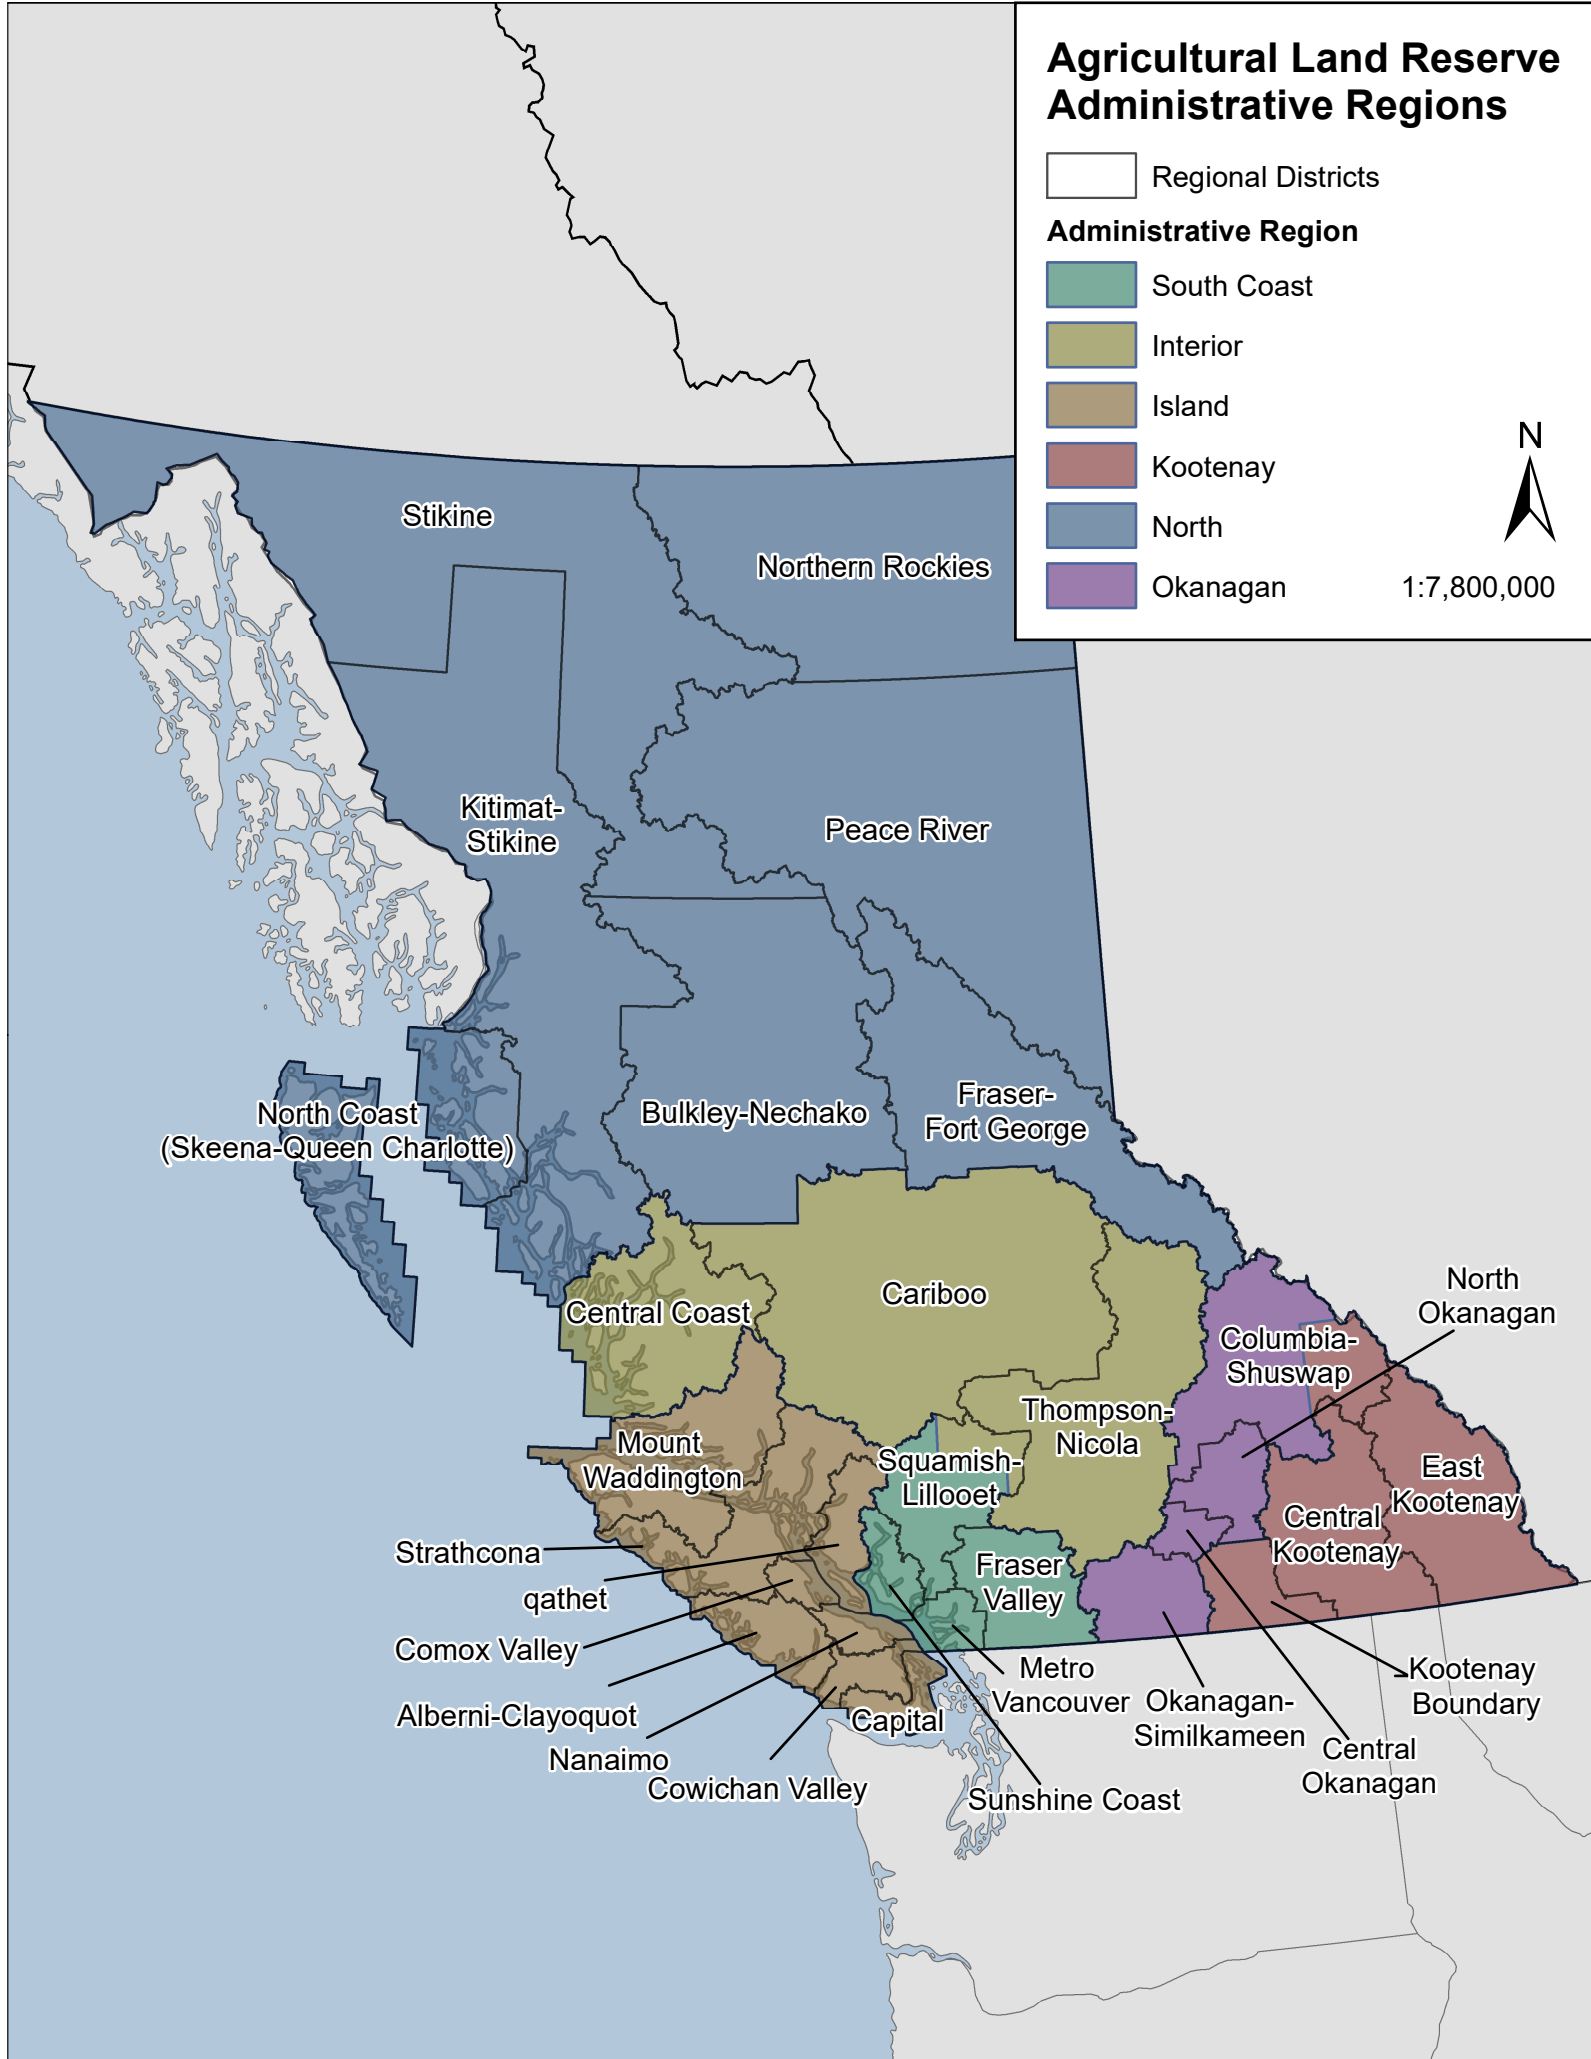 Agricultural Land Reserve
Administrative Regions
Regional Districts
Administrative Region
South Coast
Interior
Island
Kootenay
North
Okanagan
N
1:7,800,000
Stikine
Northern Rockies
Kitimat-
Stikine
Peace River
North Coast
(Skeena-Queen Charlotte)
Bulkley-Nechako
Fraser-
Fort George
Central Coast
Cariboo
North
Okanagan
Columbia-
Shuswap
Thompson-
Nicola
Mount
Waddington
Squamish-
Lillooet
East
Kootenay
Central
Kootenay
Strathcona
qathet
Fraser
Valley
Comox Valley
Alberni-Clayoquot
Nanaimo
Cowichan Valley
Capital
Metro
Vancouver
Sunshine Coast
Okanagan-
Similkameen
Central
Okanagan
Kootenay
Boundary